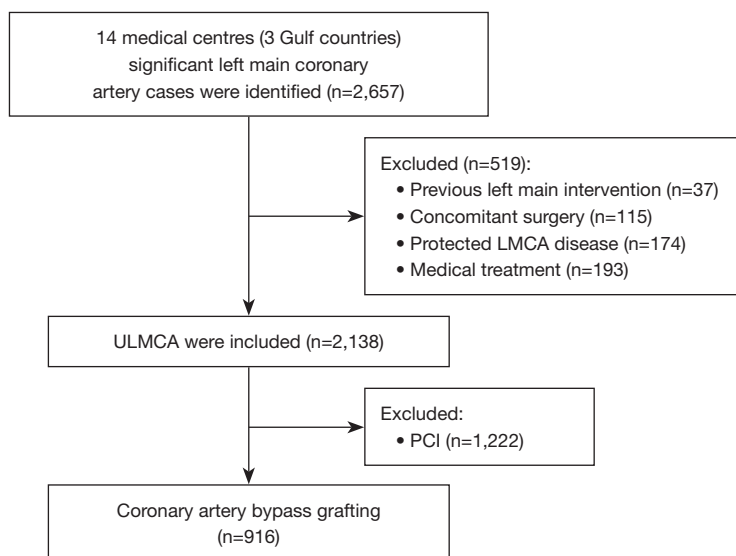 14 medical centres (3 Gulf countries)
significant left main coronary
artery cases were identified (n=2,657)
Excluded (n=519):
• Previous left main intervention (n=37)
• Concomitant surgery (n=115)
• Protected LMCA disease (n=174)
• Medical treatment (n=193)
ULMCA were included (n=2,138)
Excluded:
• PCI (n=1,222)
Coronary artery bypass grafting
(n=916)